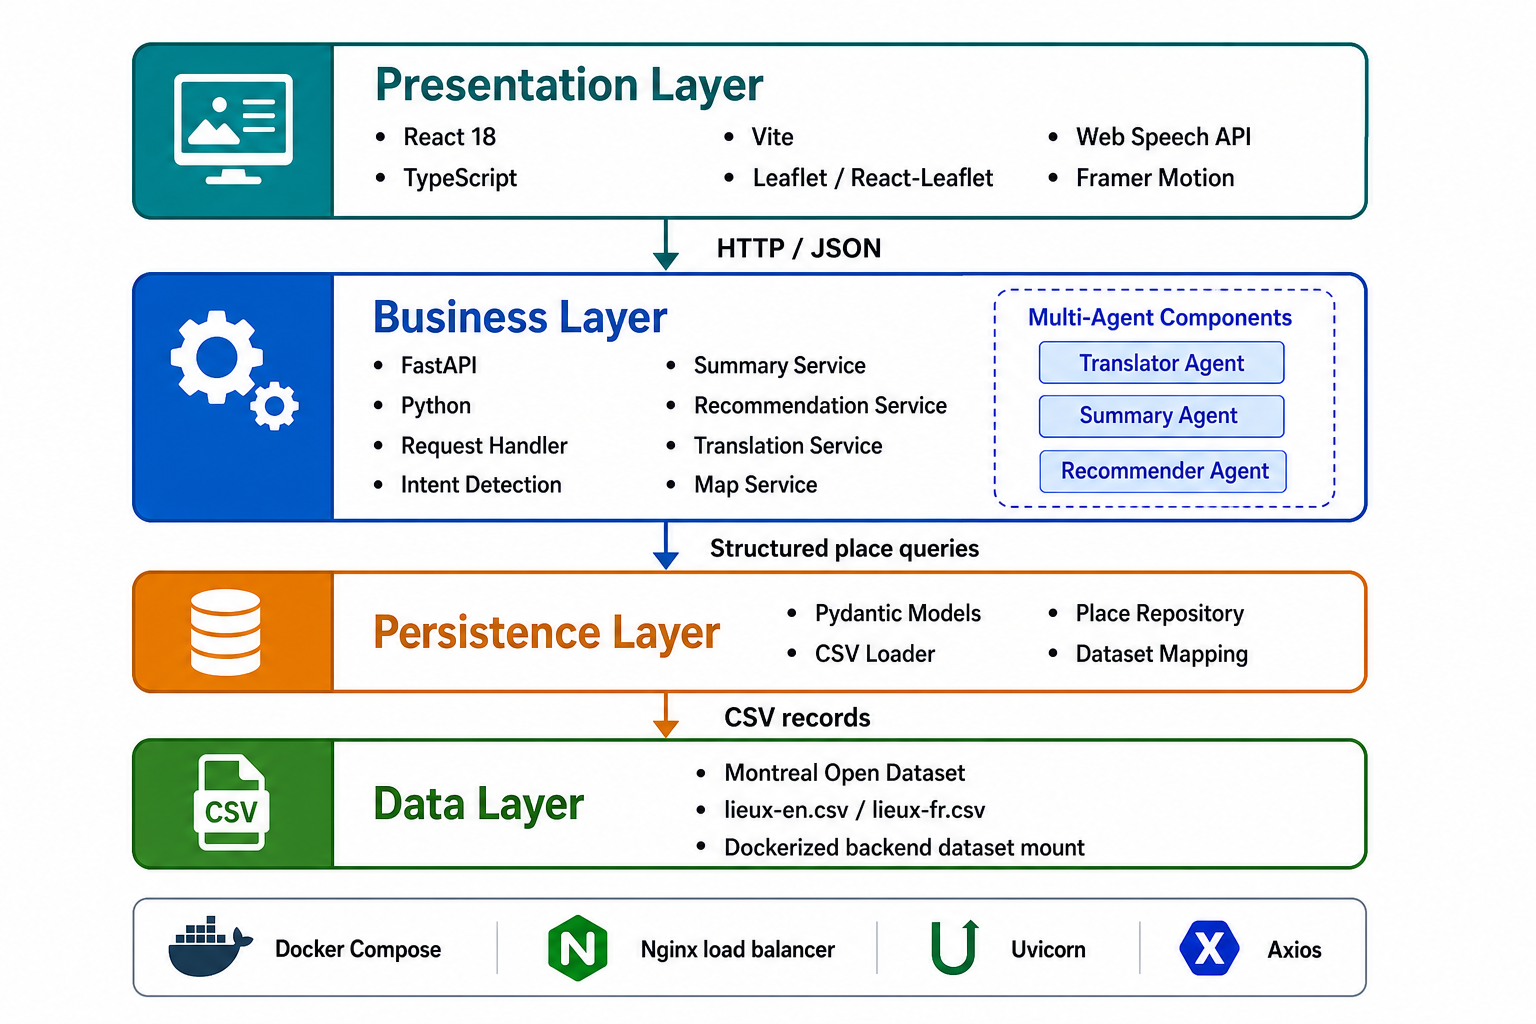 Presentation Layer
• React 18
• Vite
• Web Speech API
• TypeScript
• Leaflet / React-Leaflet
• Framer Motion
HTTP / JSON
Business Layer
• FastAPI
• Summary Service
• Python
• Recommendation Service
• Request Handler
• Translation Service
• Intent Detection
• Map Service
Multi-Agent Components
Translator Agent
Summary Agent
Recommender Agent
Structured place queries
Persistence Layer
• Pydantic Models
• Place Repository
• CSV Loader
• Dataset Mapping
CSV records
CSV
Data Layer
• Montreal Open Dataset
• lieux-en.csv / lieux-fr.csv
• Dockerized backend dataset mount
Docker Compose
N
Nginx load balancer
U
Uvicorn
X
Axios